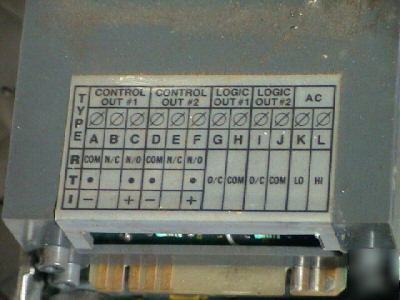 TYPE CONTROL OUT #1 CONTROL OUT #2 LOGIC OUT #1 LOGIC OUT #2 AC
A B C D E F G H I J K L
R COM N/C N/O COM N/C N/O O/C COM O/C COM LO HI
T
I − + − +